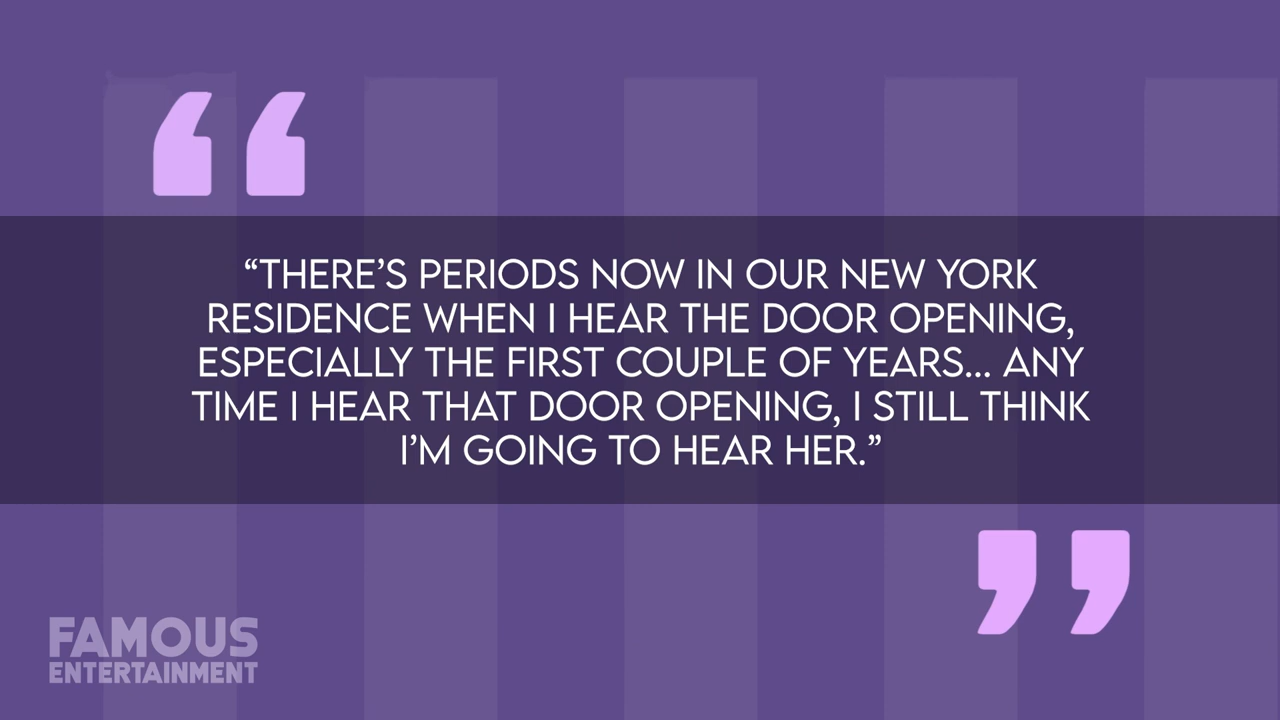 “THERE’S PERIODS NOW IN OUR NEW YORK
RESIDENCE WHEN I HEAR THE DOOR OPENING,
ESPECIALLY THE FIRST COUPLE OF YEARS... ANY
TIME I HEAR THAT DOOR OPENING, I STILL THINK
I’M GOING TO HEAR HER.”
FAMOUS
ENTERTAINMENT